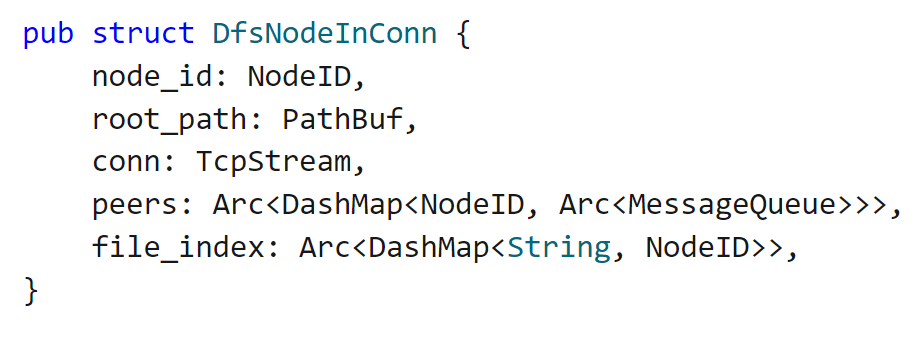 pub struct DfsNodeInConn {
    node_id: NodeID,
    root_path: PathBuf,
    conn: TcpStream,
    peers: Arc<DashMap<NodeID, Arc<MessageQueue>>>,
    file_index: Arc<DashMap<String, NodeID>>,
}